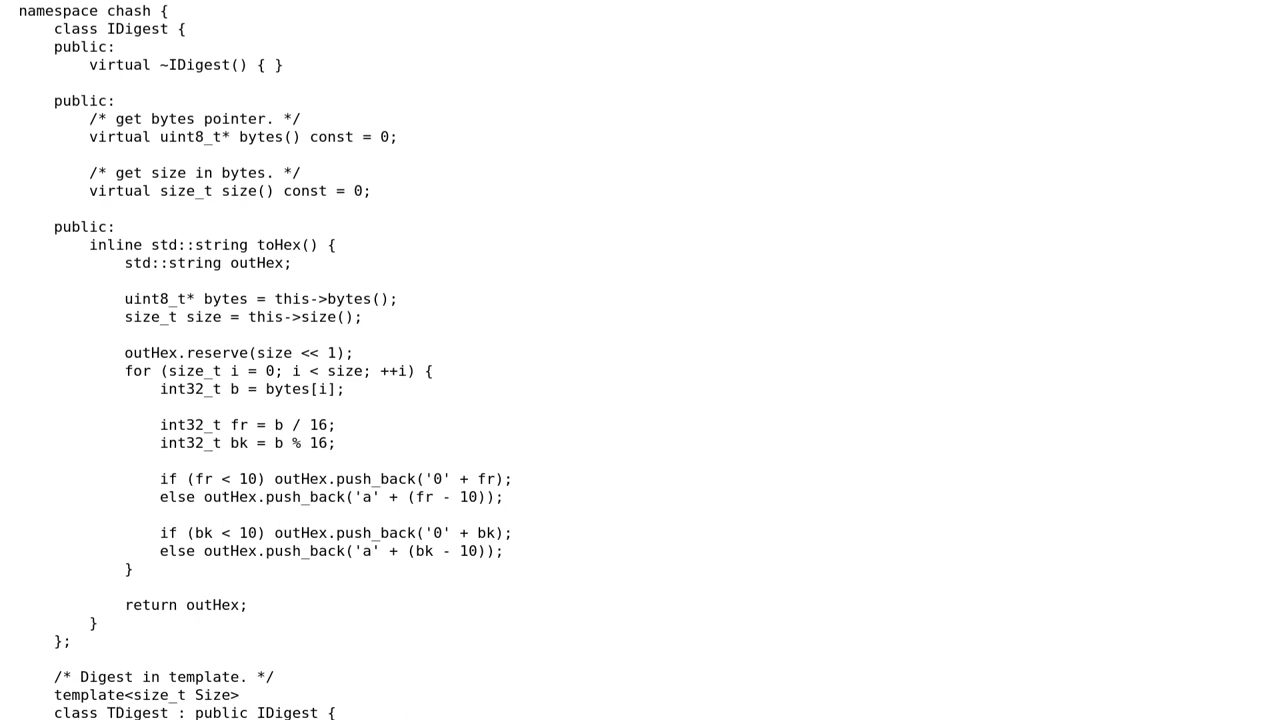 namespace chash {
    class IDigest {
    public:
        virtual ~IDigest() { }

    public:
        /* get bytes pointer. */
        virtual uint8_t* bytes() const = 0;

        /* get size in bytes. */
        virtual size_t size() const = 0;

    public:
        inline std::string toHex() {
            std::string outHex;

            uint8_t* bytes = this->bytes();
            size_t size = this->size();

            outHex.reserve(size << 1);
            for (size_t i = 0; i < size; ++i) {
                int32_t b = bytes[i];

                int32_t fr = b / 16;
                int32_t bk = b % 16;

                if (fr < 10) outHex.push_back('0' + fr);
                else outHex.push_back('a' + (fr - 10));

                if (bk < 10) outHex.push_back('0' + bk);
                else outHex.push_back('a' + (bk - 10));
            }

            return outHex;
        }
    };

    /* Digest in template. */
    template<size_t Size>
    class TDigest : public IDigest {